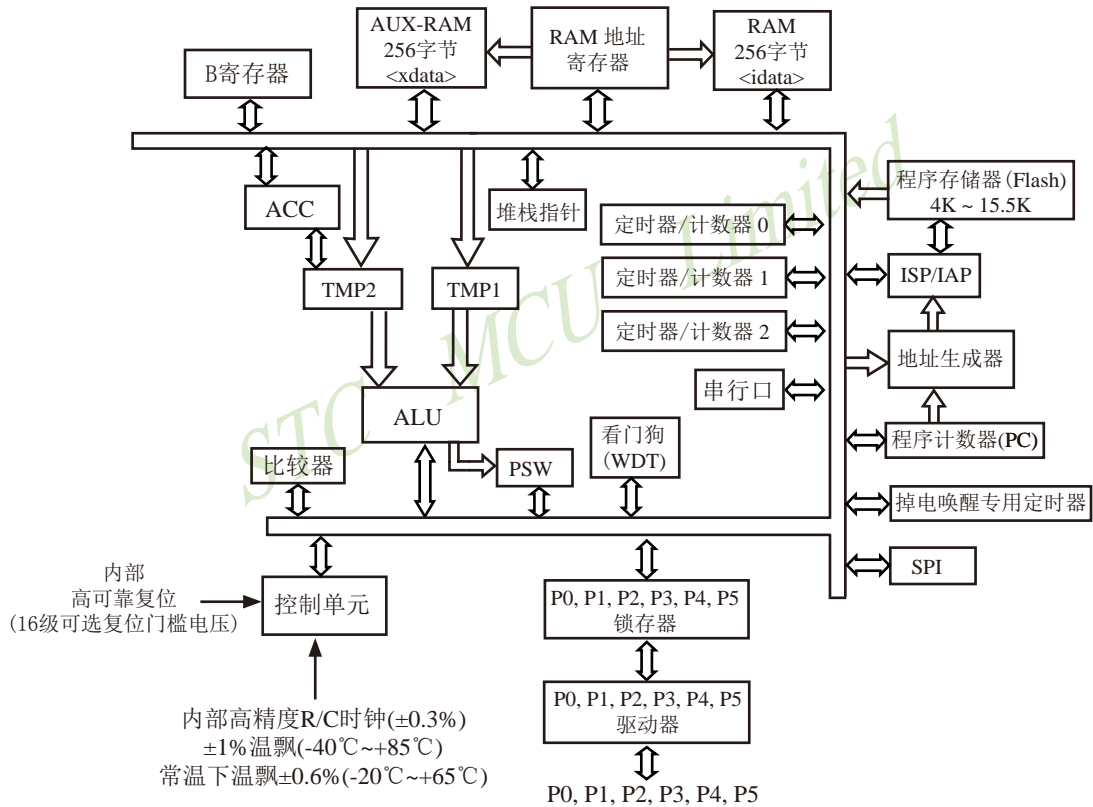 AUX-RAM
256字节
<xdata>
RAM 地址
寄存器
RAM
256字节
<idata>
B寄存器
ACC
堆栈指针
程序存储器(Flash)
4K ~ 15.5K
定时器/计数器 0
TMP2
TMP1
定时器/计数器 1
ISP/IAP
定时器/计数器 2
地址生成器
串行口
ALU
程序计数器(PC)
看门狗
(WDT)
比较器
PSW
掉电唤醒专用定时器
SPI
内部
高可靠复位
(16级可选复位门槛电压)
控制单元
P0, P1, P2, P3, P4, P5
锁存器
P0, P1, P2, P3, P4, P5
驱动器
内部高精度R/C时钟(±0.3%)
±1%温飘(-40℃~+85℃)
常温下温飘±0.6%(-20℃~+65℃)
P0, P1, P2, P3, P4, P5
STC MCU Limited